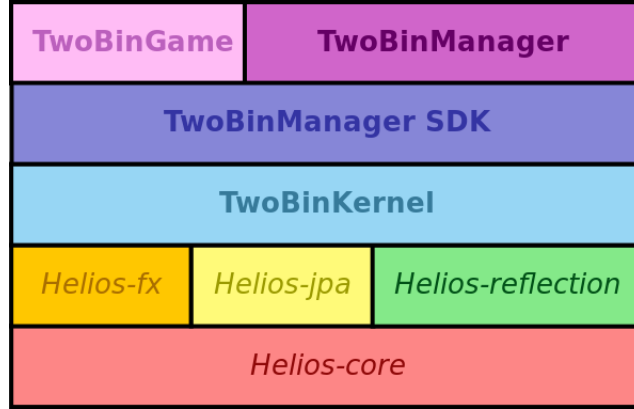 TwoBinGame TwoBinManager
TwoBinManager SDK
TwoBinKernel
Helios-fx Helios-jpa Helios-reflection
Helios-core